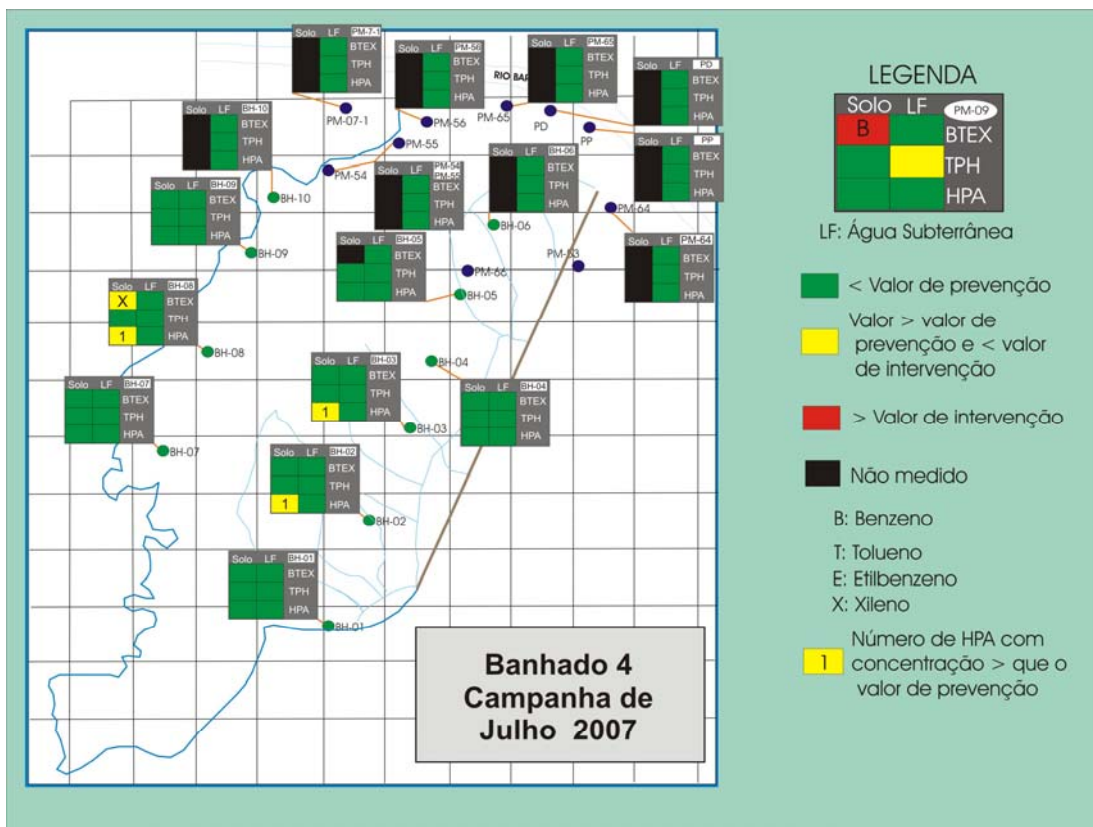 Solo LF PM-7-1
BTEX
TPH
HPA
Solo LF PM-56
BTEX
TPH
HPA
RIO BAR
Solo LF PM-65
BTEX
TPH
HPA
Solo LF PD
BTEX
TPH
HPA
PM-07-1
PM-56
PM-65
PD
PP
Solo LF BH-10
BTEX
TPH
HPA
PM-55
PM-54
BH-10
Solo LF PM-54
PM-55
BTEX
TPH
HPA
Solo LF BH-06
BTEX
TPH
HPA
BH-06
Solo LF PP
BTEX
TPH
HPA
Solo LF BH-09
BTEX
TPH
HPA
BH-09
PM-64
Solo LF PM-64
BTEX
TPH
HPA
Solo LF BH-05
BTEX
TPH
HPA
PM-66
PM-53
BH-05
Solo LF BH-08
X BTEX
TPH
1 HPA
BH-08
Solo LF BH-03
BTEX
TPH
1 HPA
BH-03
BH-04
Solo LF BH-04
BTEX
TPH
HPA
Solo LF BH-07
BTEX
TPH
HPA
BH-07
Solo LF BH-02
BTEX
TPH
1 HPA
BH-02
Solo LF BH-01
BTEX
TPH
HPA
BH-01
Banhado 4
Campanha de
Julho 2007
LEGENDA
Solo LF PM-09
B BTEX
TPH
HPA
LF: Água Subterrânea
< Valor de prevenção
Valor > valor de
prevenção e < valor
de intervenção
> Valor de intervenção
Não medido
B: Benzeno
T: Tolueno
E: Etilbenzeno
X: Xileno
Número de HPA com
1 concentração > que o
valor de prevenção